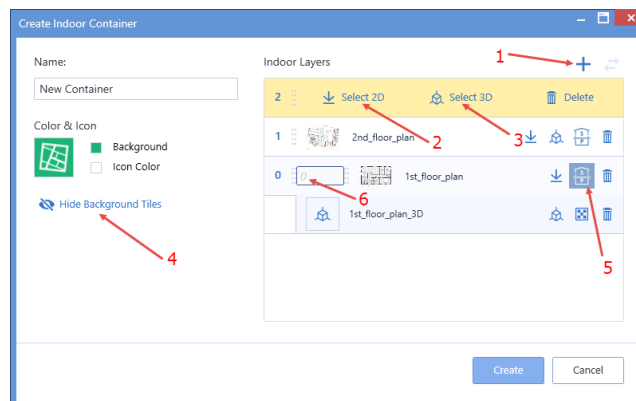 Create Indoor Container
Name:
New Container
Color & Icon
Background
Icon Color
Hide Background Tiles
4
Indoor Layers
1
2 Select 2D Select 3D Delete
2
3
1 2nd_floor_plan
0 0 1st_floor_plan
6
1st_floor_plan_3D
5
Create Cancel